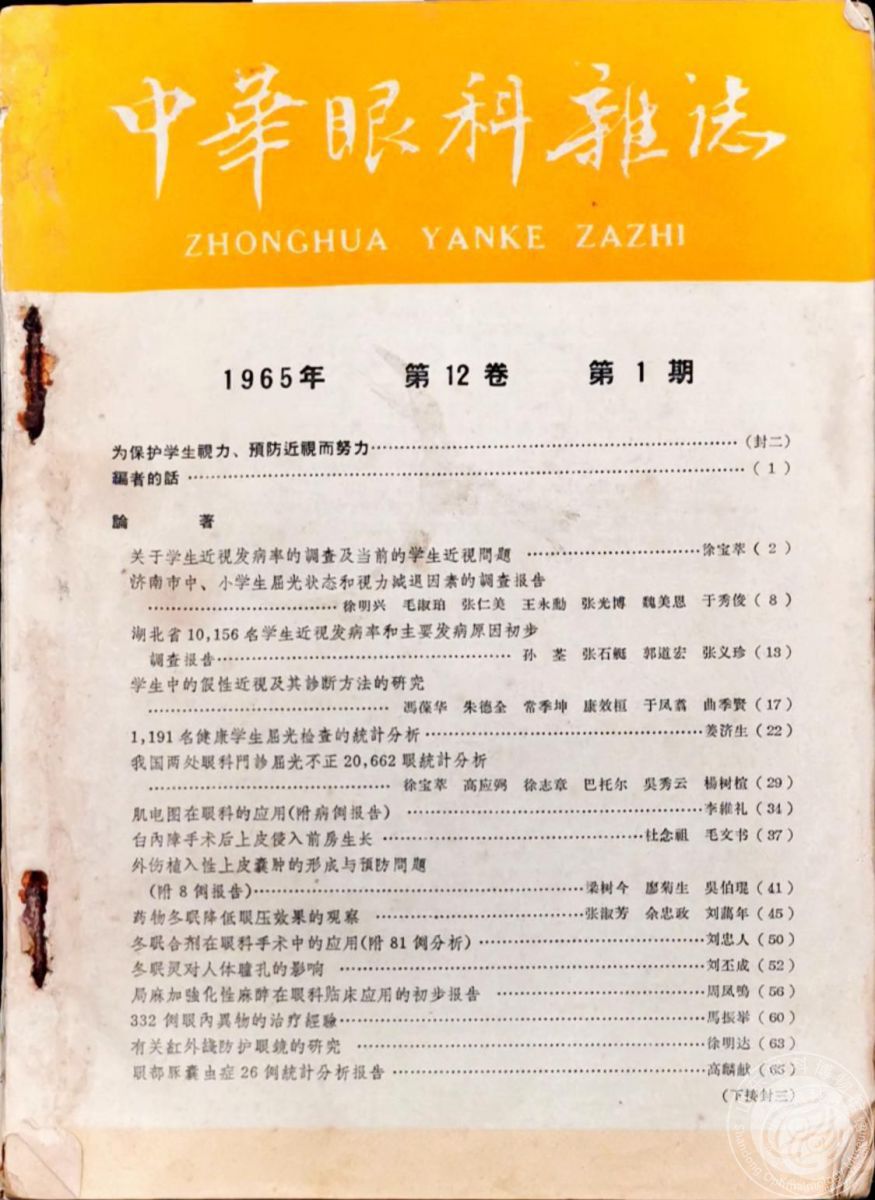 中華眼科雜誌
ZHONGHUA YANKE ZAZHI
1965年 第12卷 第1期
为保护学生視力、預防近視而努力……………………(封二)
編者的話……………………(1)
論 著
关于学生近視发病率的調査及当前的学生近視問題……………………徐宝萃(2)
济南市中、小学生屈光状态和視力减退因素的調査报告
……………………徐明兴 毛淑珀 张仁美 王永勳 张光博 魏美恩 于秀俊(8)
湖北省10,156名学生近視发病率和主要发病原因初步
調査报告……………………孙荃 张石艇 郭道宏 张义珍(13)
学生中的假性近視及其診断方法的研究
……………………馮葆华 朱德全 常季坤 康效桓 于凤翥 曲季賢(17)
1,191名健康学生屈光检查的統計分析……………………姜济生(22)
我国两处眼科門診屈光不正20,662眼統計分析
……………………徐宝萃 高应弼 徐志章 巴托尔 吳秀云 楊树楦(29)
肌电图在眼科的应用(附病例报告)……………………李維礼(34)
白內障手术后上皮侵入前房生长……………………杜念祖 毛文书(37)
外伤植入性上皮囊肿的形成与預防問題
(附8例报告)……………………梁树今 廖菊生 吳伯琨(41)
药物冬眠降低眼压效果的观察……………………张淑芳 余忠政 刘蔼年(45)
冬眠合剂在眼科手术中的应用(附81例分析)……………………刘忠人(50)
冬眠灵对人体瞳孔的影响……………………刘丕成(52)
局麻加強化性麻醉在眼科临床应用的初步报告……………………周凤鳴(56)
332例眼內異物的治疗經驗……………………馬振举(60)
有关紅外綫防护眼鏡的研究……………………徐明达(63)
眼部豚囊虫症26例統計分析报告……………………高麟献(65)
(下接封三)